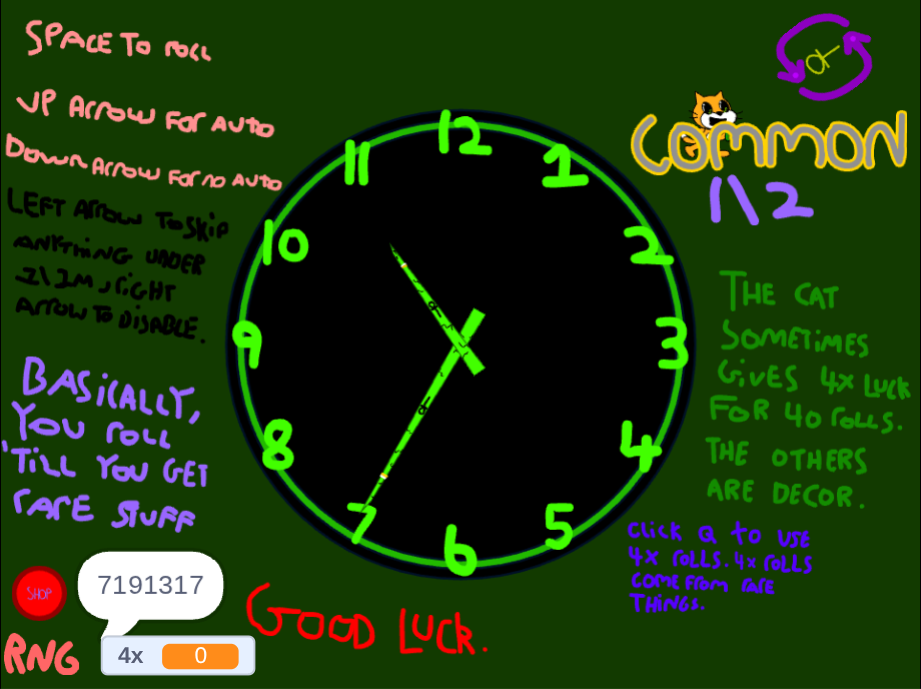 SPACE TO roLL
UP Arrow For AUTO
DOWN Arrow For no AUTO
LEFT Arrow To SKIP
ANYTHING UNDER
1\1M, riGHT
Arrow To DISABLE.
BASICALLY,
YOU roLL
'TILL YOU GET
rArE STUFF
SHOP
7191317
RNG
4x 0
12
1
2
3
4
5
6
7
8
9
10
11
GOOD LUCK.
COMMON
1\2
THE CAT
SOMETIMES
GIVES 4X LUCK
FOR 40 roLLS.
THE OTHERS
ARE DECOR.
CLICK Q TO USE
4X roLLS. 4x roLLS
COME From rArE
THINGS.